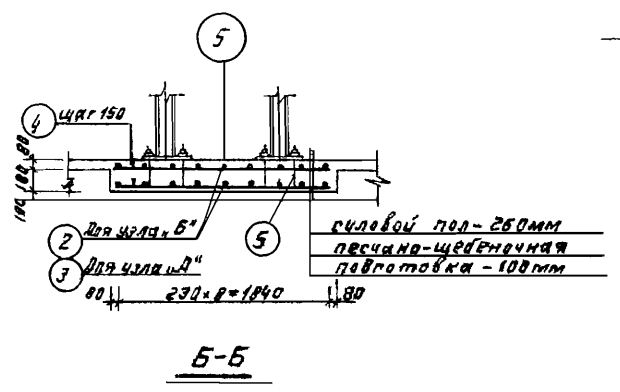 5
4 шаг 150
80
180
100
2 Для узла „Б"
3 Для узла „А"
5
силовой пол - 260мм
песчано-щебеночная
подготовка - 100мм
80 230 x 8 = 1840 80
Б-Б